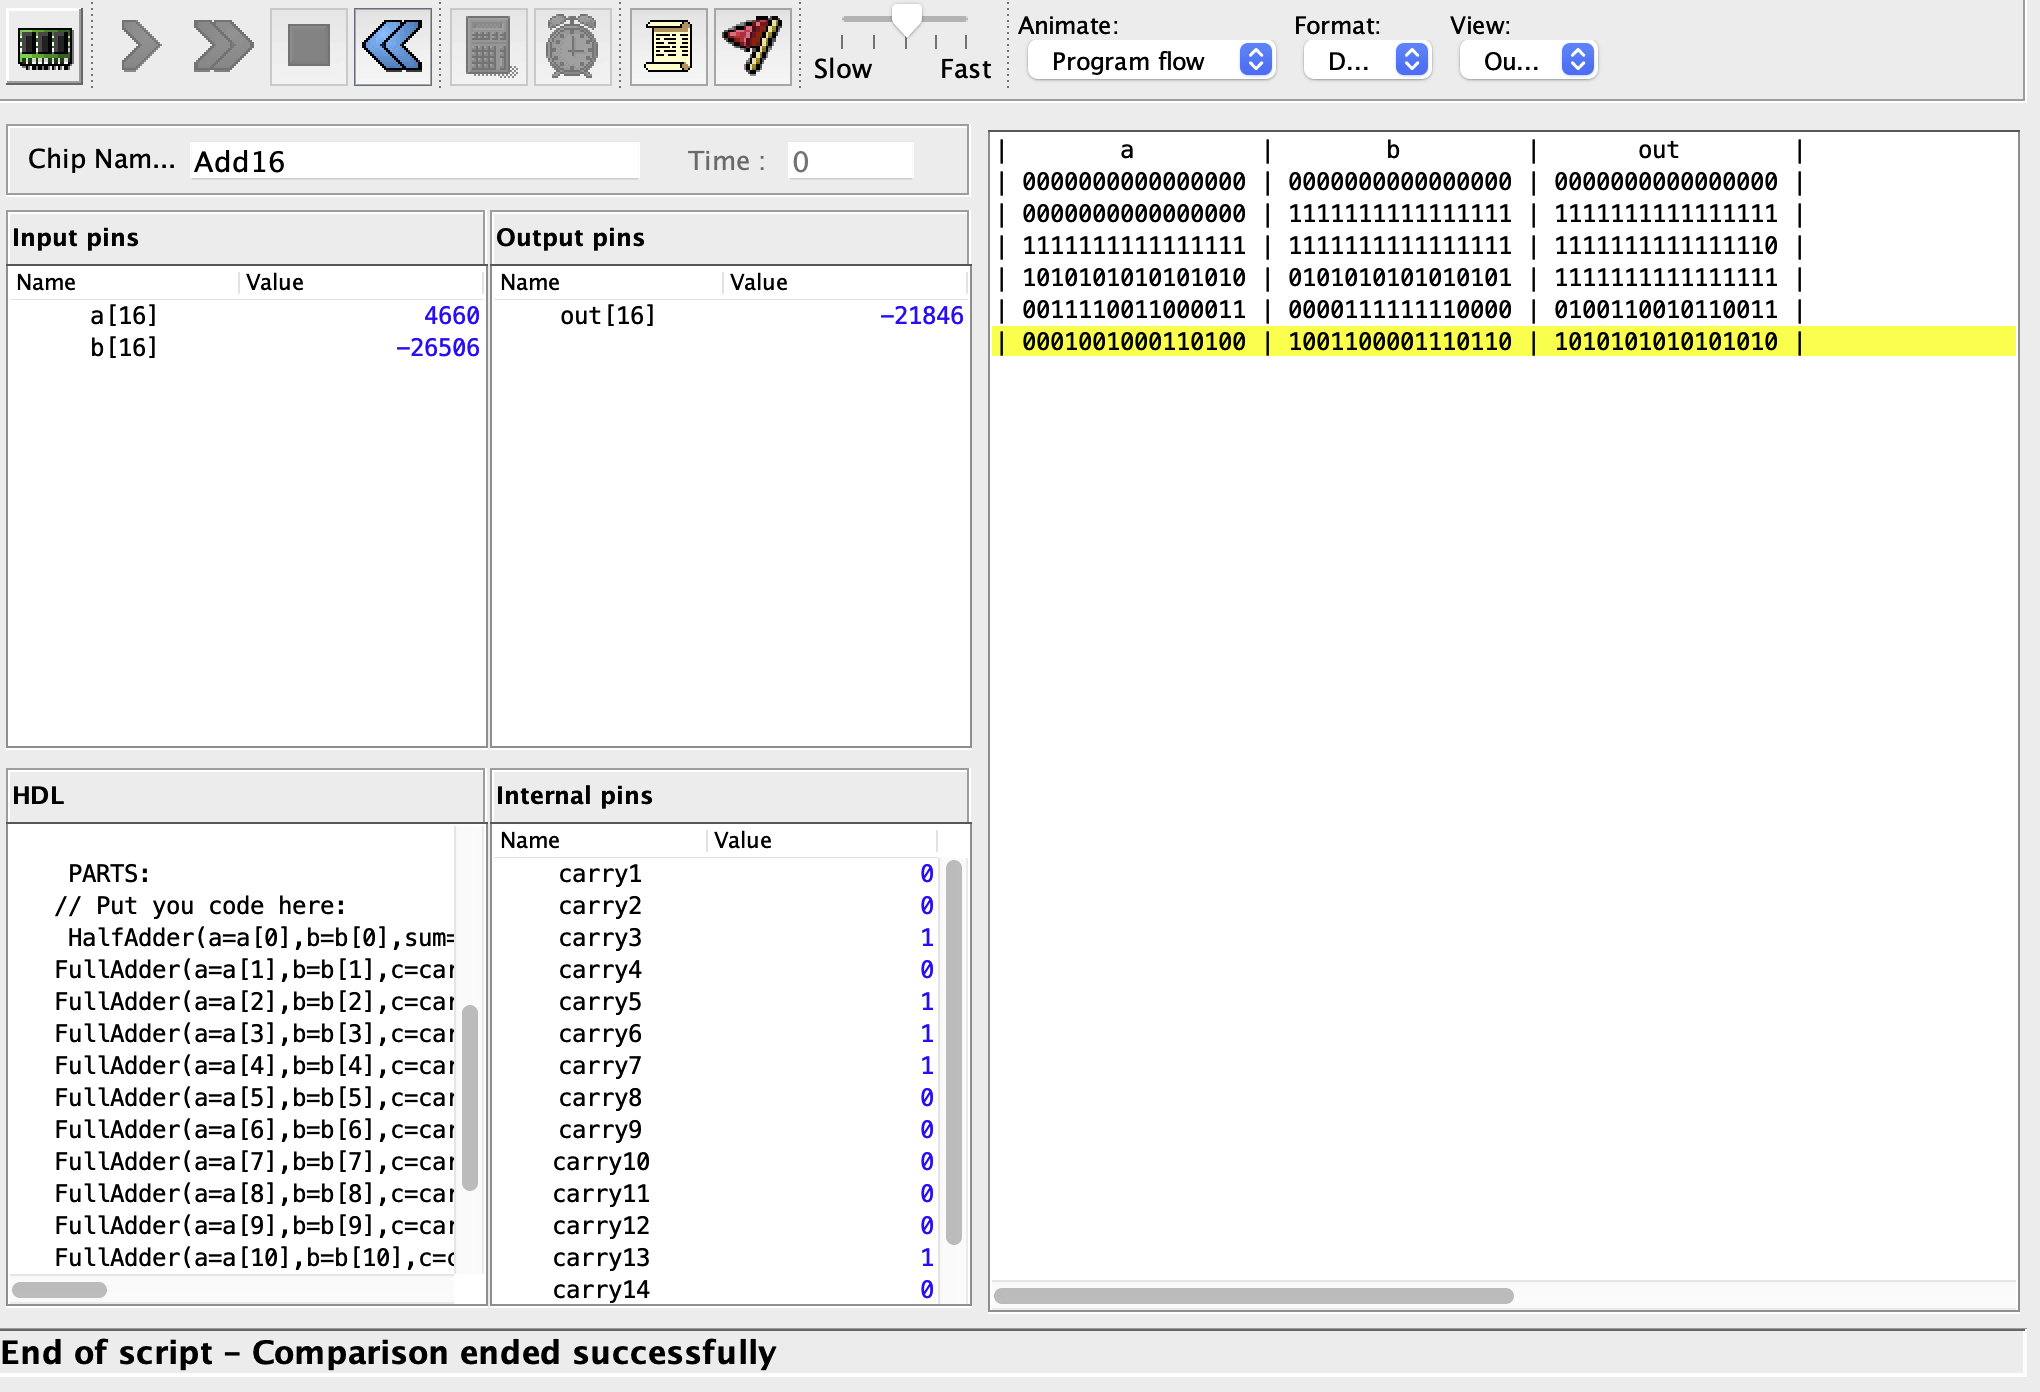 Slow Fast
Animate: Format: View:
Program flow D... Ou...
Chip Nam... Add16 Time : 0
Input pins
Name Value
a[16] 4660
b[16] -26506
Output pins
Name Value
out[16] -21846
HDL
PARTS:
// Put you code here:
HalfAdder(a=a[0],b=b[0],sum=
FullAdder(a=a[1],b=b[1],c=car
FullAdder(a=a[2],b=b[2],c=car
FullAdder(a=a[3],b=b[3],c=car
FullAdder(a=a[4],b=b[4],c=car
FullAdder(a=a[5],b=b[5],c=car
FullAdder(a=a[6],b=b[6],c=car
FullAdder(a=a[7],b=b[7],c=car
FullAdder(a=a[8],b=b[8],c=car
FullAdder(a=a[9],b=b[9],c=car
FullAdder(a=a[10],b=b[10],c=c
Internal pins
Name Value
carry1 0
carry2 0
carry3 1
carry4 0
carry5 1
carry6 1
carry7 1
carry8 0
carry9 0
carry10 0
carry11 0
carry12 0
carry13 1
carry14 0
| a | b | out |
| 0000000000000000 | 0000000000000000 | 0000000000000000 |
| 0000000000000000 | 1111111111111111 | 1111111111111111 |
| 1111111111111111 | 1111111111111111 | 1111111111111110 |
| 1010101010101010 | 0101010101010101 | 1111111111111111 |
| 0011110011000011 | 0000111111110000 | 0100110010110011 |
| 0001001000110100 | 1001100001110110 | 1010101010101010 |
End of script – Comparison ended successfully